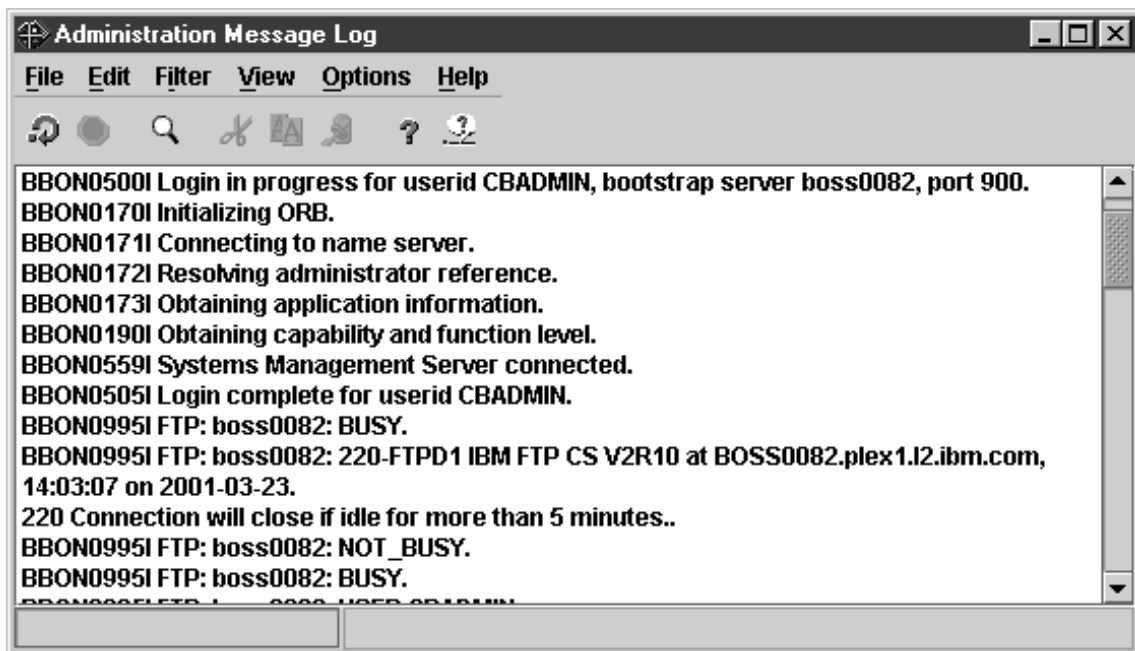 Administration Message Log
File Edit Filter View Options Help
BBON0500I Login in progress for userid CBADMIN, bootstrap server boss0082, port 900.
BBON0170I Initializing ORB.
BBON0171I Connecting to name server.
BBON0172I Resolving administrator reference.
BBON0173I Obtaining application information.
BBON0190I Obtaining capability and function level.
BBON0559I Systems Management Server connected.
BBON0505I Login complete for userid CBADMIN.
BBON0995I FTP: boss0082: BUSY.
BBON0995I FTP: boss0082: 220-FTPD1 IBM FTP CS V2R10 at BOSS0082.plex1.l2.ibm.com,
14:03:07 on 2001-03-23.
220 Connection will close if idle for more than 5 minutes..
BBON0995I FTP: boss0082: NOT_BUSY.
BBON0995I FTP: boss0082: BUSY.